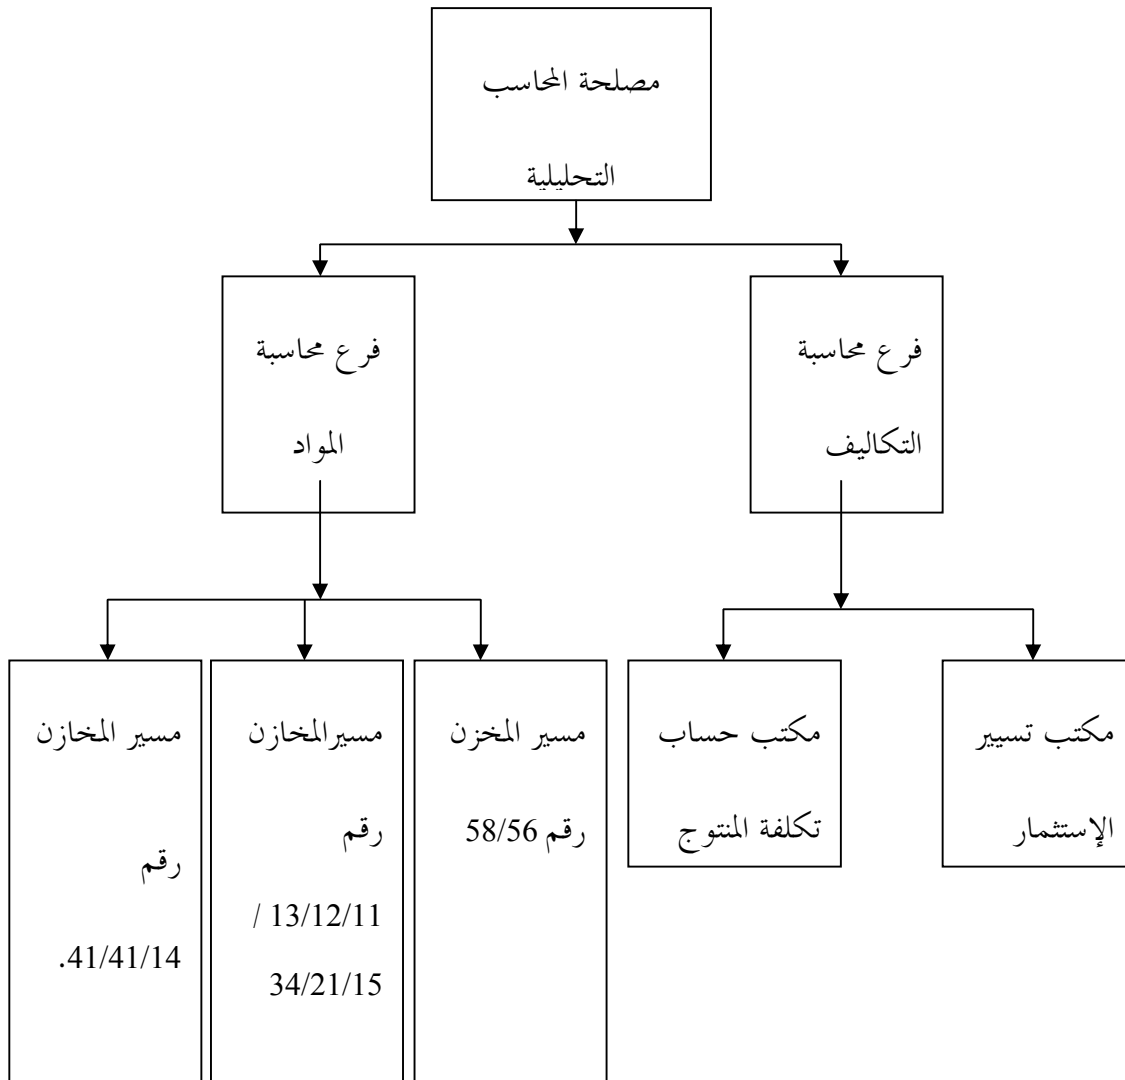 مصلحة المحاسب
التحليلية
فرع محاسبة
التكاليف
فرع محاسبة
المواد
مكتب تسيير
الإستثمار
مكتب حساب
تكلفة المنتوج
مسير المخزن
رقم 58/56
مسيرالمخازن
رقم
13/12/11 /
34/21/15
مسير المخازن
رقم
41/41/14.